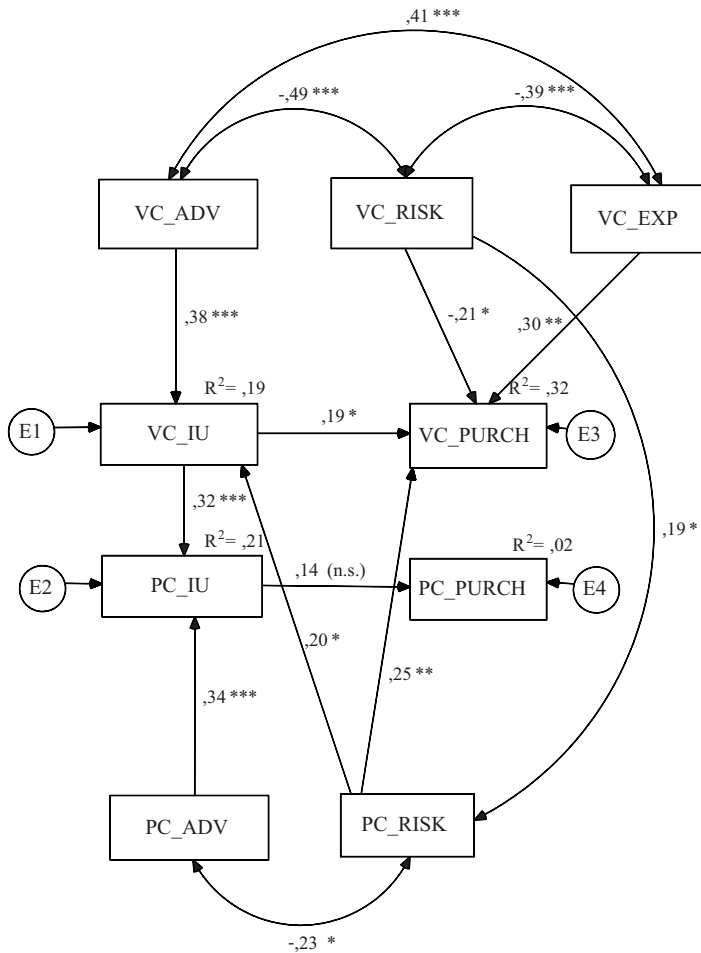 ,41 ***
-,49 ***
-,39 ***
VC_ADV
VC_RISK
VC_EXP
,38 ***
-,21 *
,30 **
R²= ,19
R²= ,32
E1
VC_IU
,19 *
VC_PURCH
E3
,32 ***
R²= ,21
R²= ,02
,19 *
E2
PC_IU
,14 (n.s.)
PC_PURCH
E4
,20 *
,25 **
,34 ***
PC_ADV
PC_RISK
-,23 *